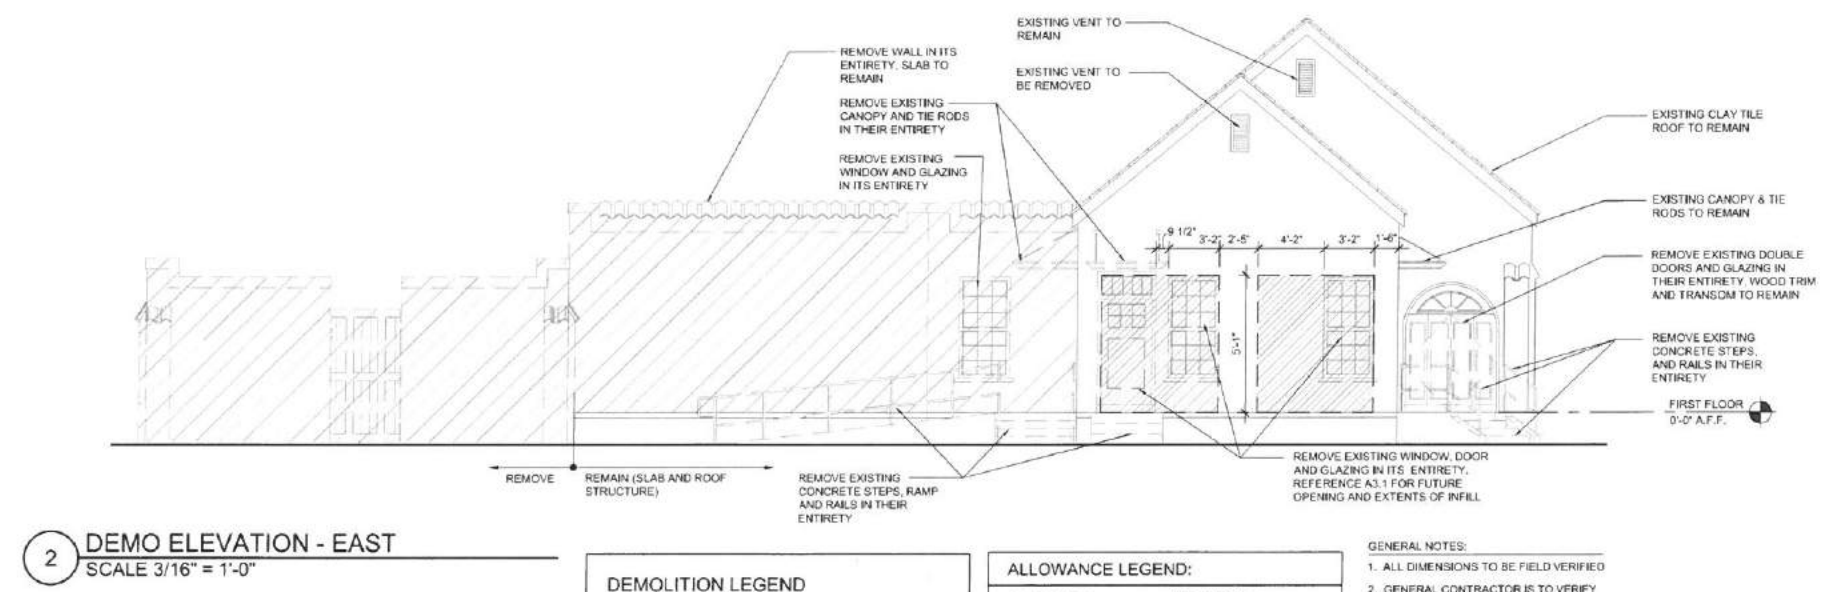 EXISTING VENT TO
REMAIN
REMOVE WALL IN ITS
ENTIRETY, SLAB TO
REMAIN
EXISTING VENT TO
BE REMOVED
REMOVE EXISTING
CANOPY AND TIE RODS
IN THEIR ENTIRETY
EXISTING CLAY TILE
ROOF TO REMAIN
REMOVE EXISTING
WINDOW AND GLAZING
IN ITS ENTIRETY
EXISTING CANOPY & TIE
RODS TO REMAIN
9 1/2" 3'-2" 2'-5" 4'-2" 3'-2" 1'-6"
REMOVE EXISTING DOUBLE
DOORS AND GLAZING IN
THEIR ENTIRETY, WOOD TRIM
AND TRANSOM TO REMAIN
5'-1"
REMOVE EXISTING
CONCRETE STEPS,
AND RAILS IN THEIR
ENTIRETY
FIRST FLOOR
0'-0" A.F.F.
REMOVE
REMAIN (SLAB AND ROOF
STRUCTURE)
REMOVE EXISTING
CONCRETE STEPS, RAMP
AND RAILS IN THEIR
ENTIRETY
REMOVE EXISTING WINDOW, DOOR
AND GLAZING IN ITS ENTIRETY.
REFERENCE A3.1 FOR FUTURE
OPENING AND EXTENTS OF INFILL
2
DEMO ELEVATION - EAST
SCALE 3/16" = 1'-0"
DEMOLITION LEGEND
ALLOWANCE LEGEND:
GENERAL NOTES:
1. ALL DIMENSIONS TO BE FIELD VERIFIED
2. GENERAL CONTRACTOR IS TO VERIFY